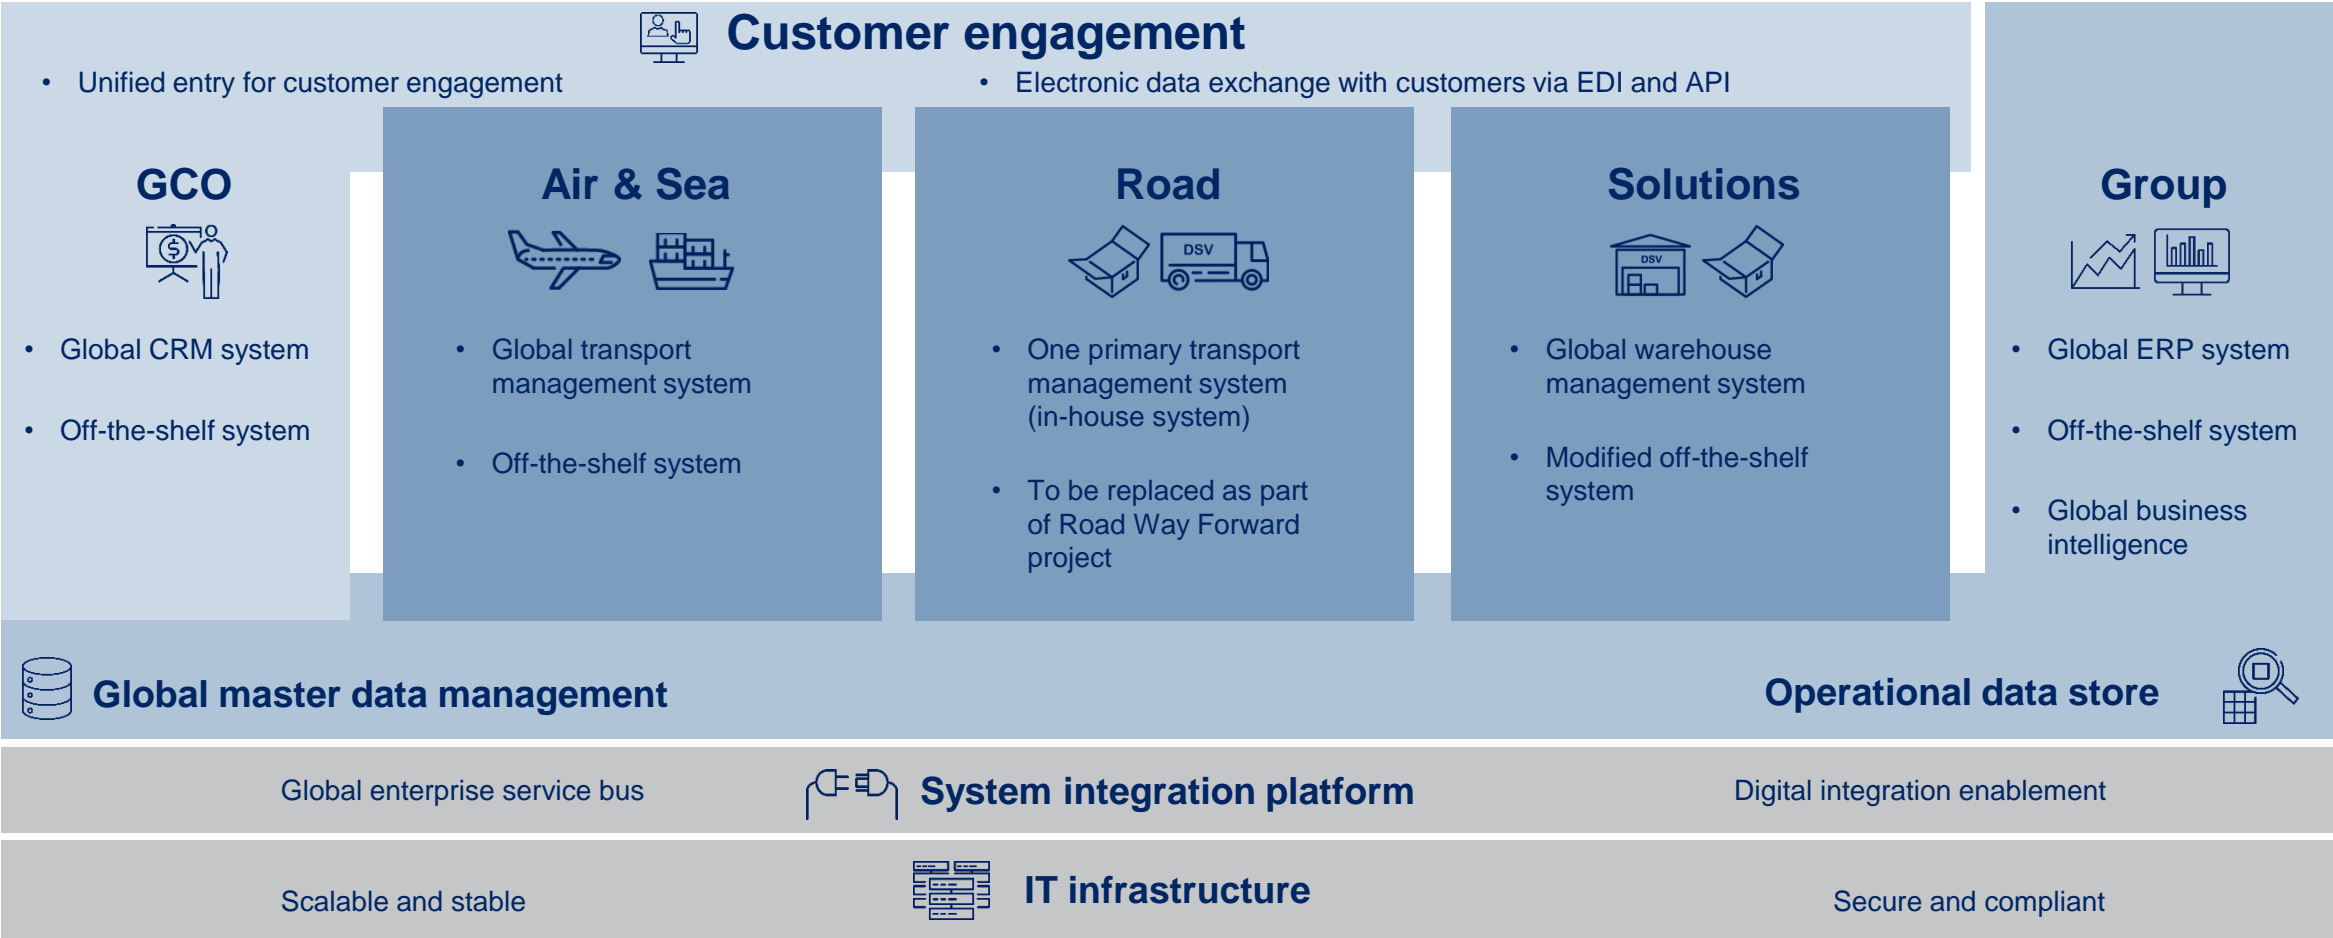 Customer engagement
• Unified entry for customer engagement
• Electronic data exchange with customers via EDI and API
GCO
• Global CRM system
• Off-the-shelf system
Air & Sea
• Global transport
management system
• Off-the-shelf system
Road
DSV
• One primary transport
management system
(in-house system)
• To be replaced as part
of Road Way Forward
project
Solutions
DSV
• Global warehouse
management system
• Modified off-the-shelf
system
Group
• Global ERP system
• Off-the-shelf system
• Global business
intelligence
Global master data management
Operational data store
Global enterprise service bus
System integration platform
Digital integration enablement
Scalable and stable
IT infrastructure
Secure and compliant